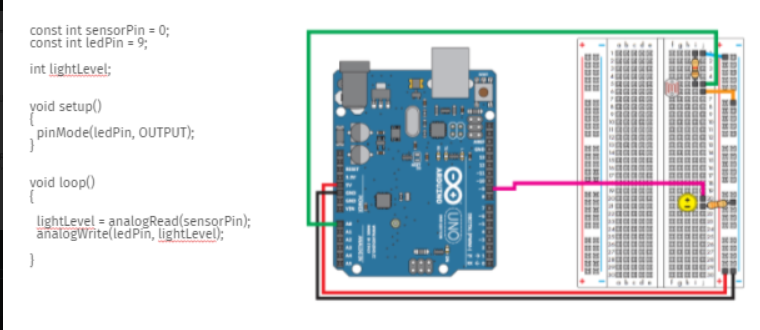 const int sensorPin = 0;
const int ledPin = 9;
int lightLevel;
void setup()
{
pinMode(ledPin, OUTPUT);
}
void loop()
{
lightLevel = analogRead(sensorPin);
analogWrite(ledPin, lightLevel);
}
ARDUINO
UNO
a b c d e
f g h i j